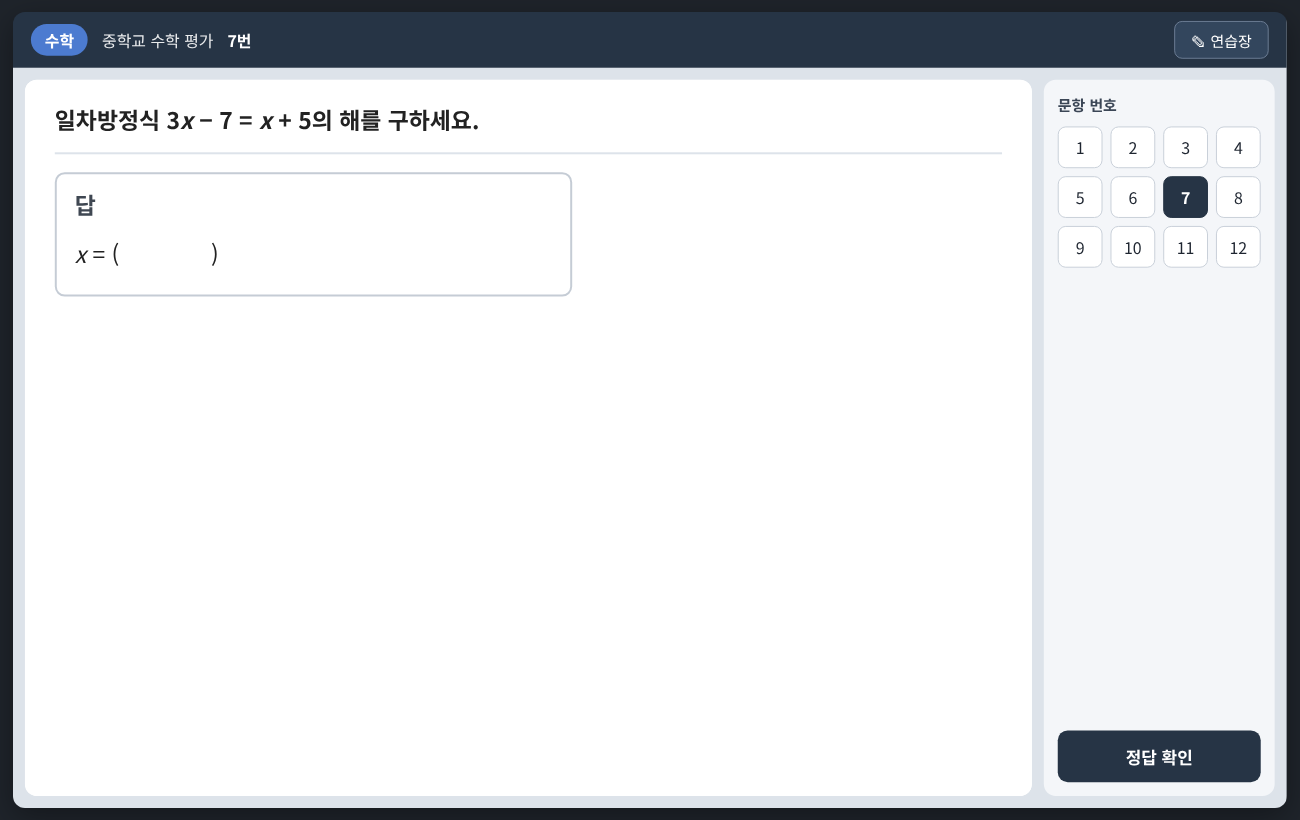 수학 중학교 수학 평가 7번
✎ 연습장
일차방정식 3x − 7 = x + 5의 해를 구하세요.
답
x = ( )
문항 번호
1 2 3 4
5 6 7 8
9 10 11 12
정답 확인